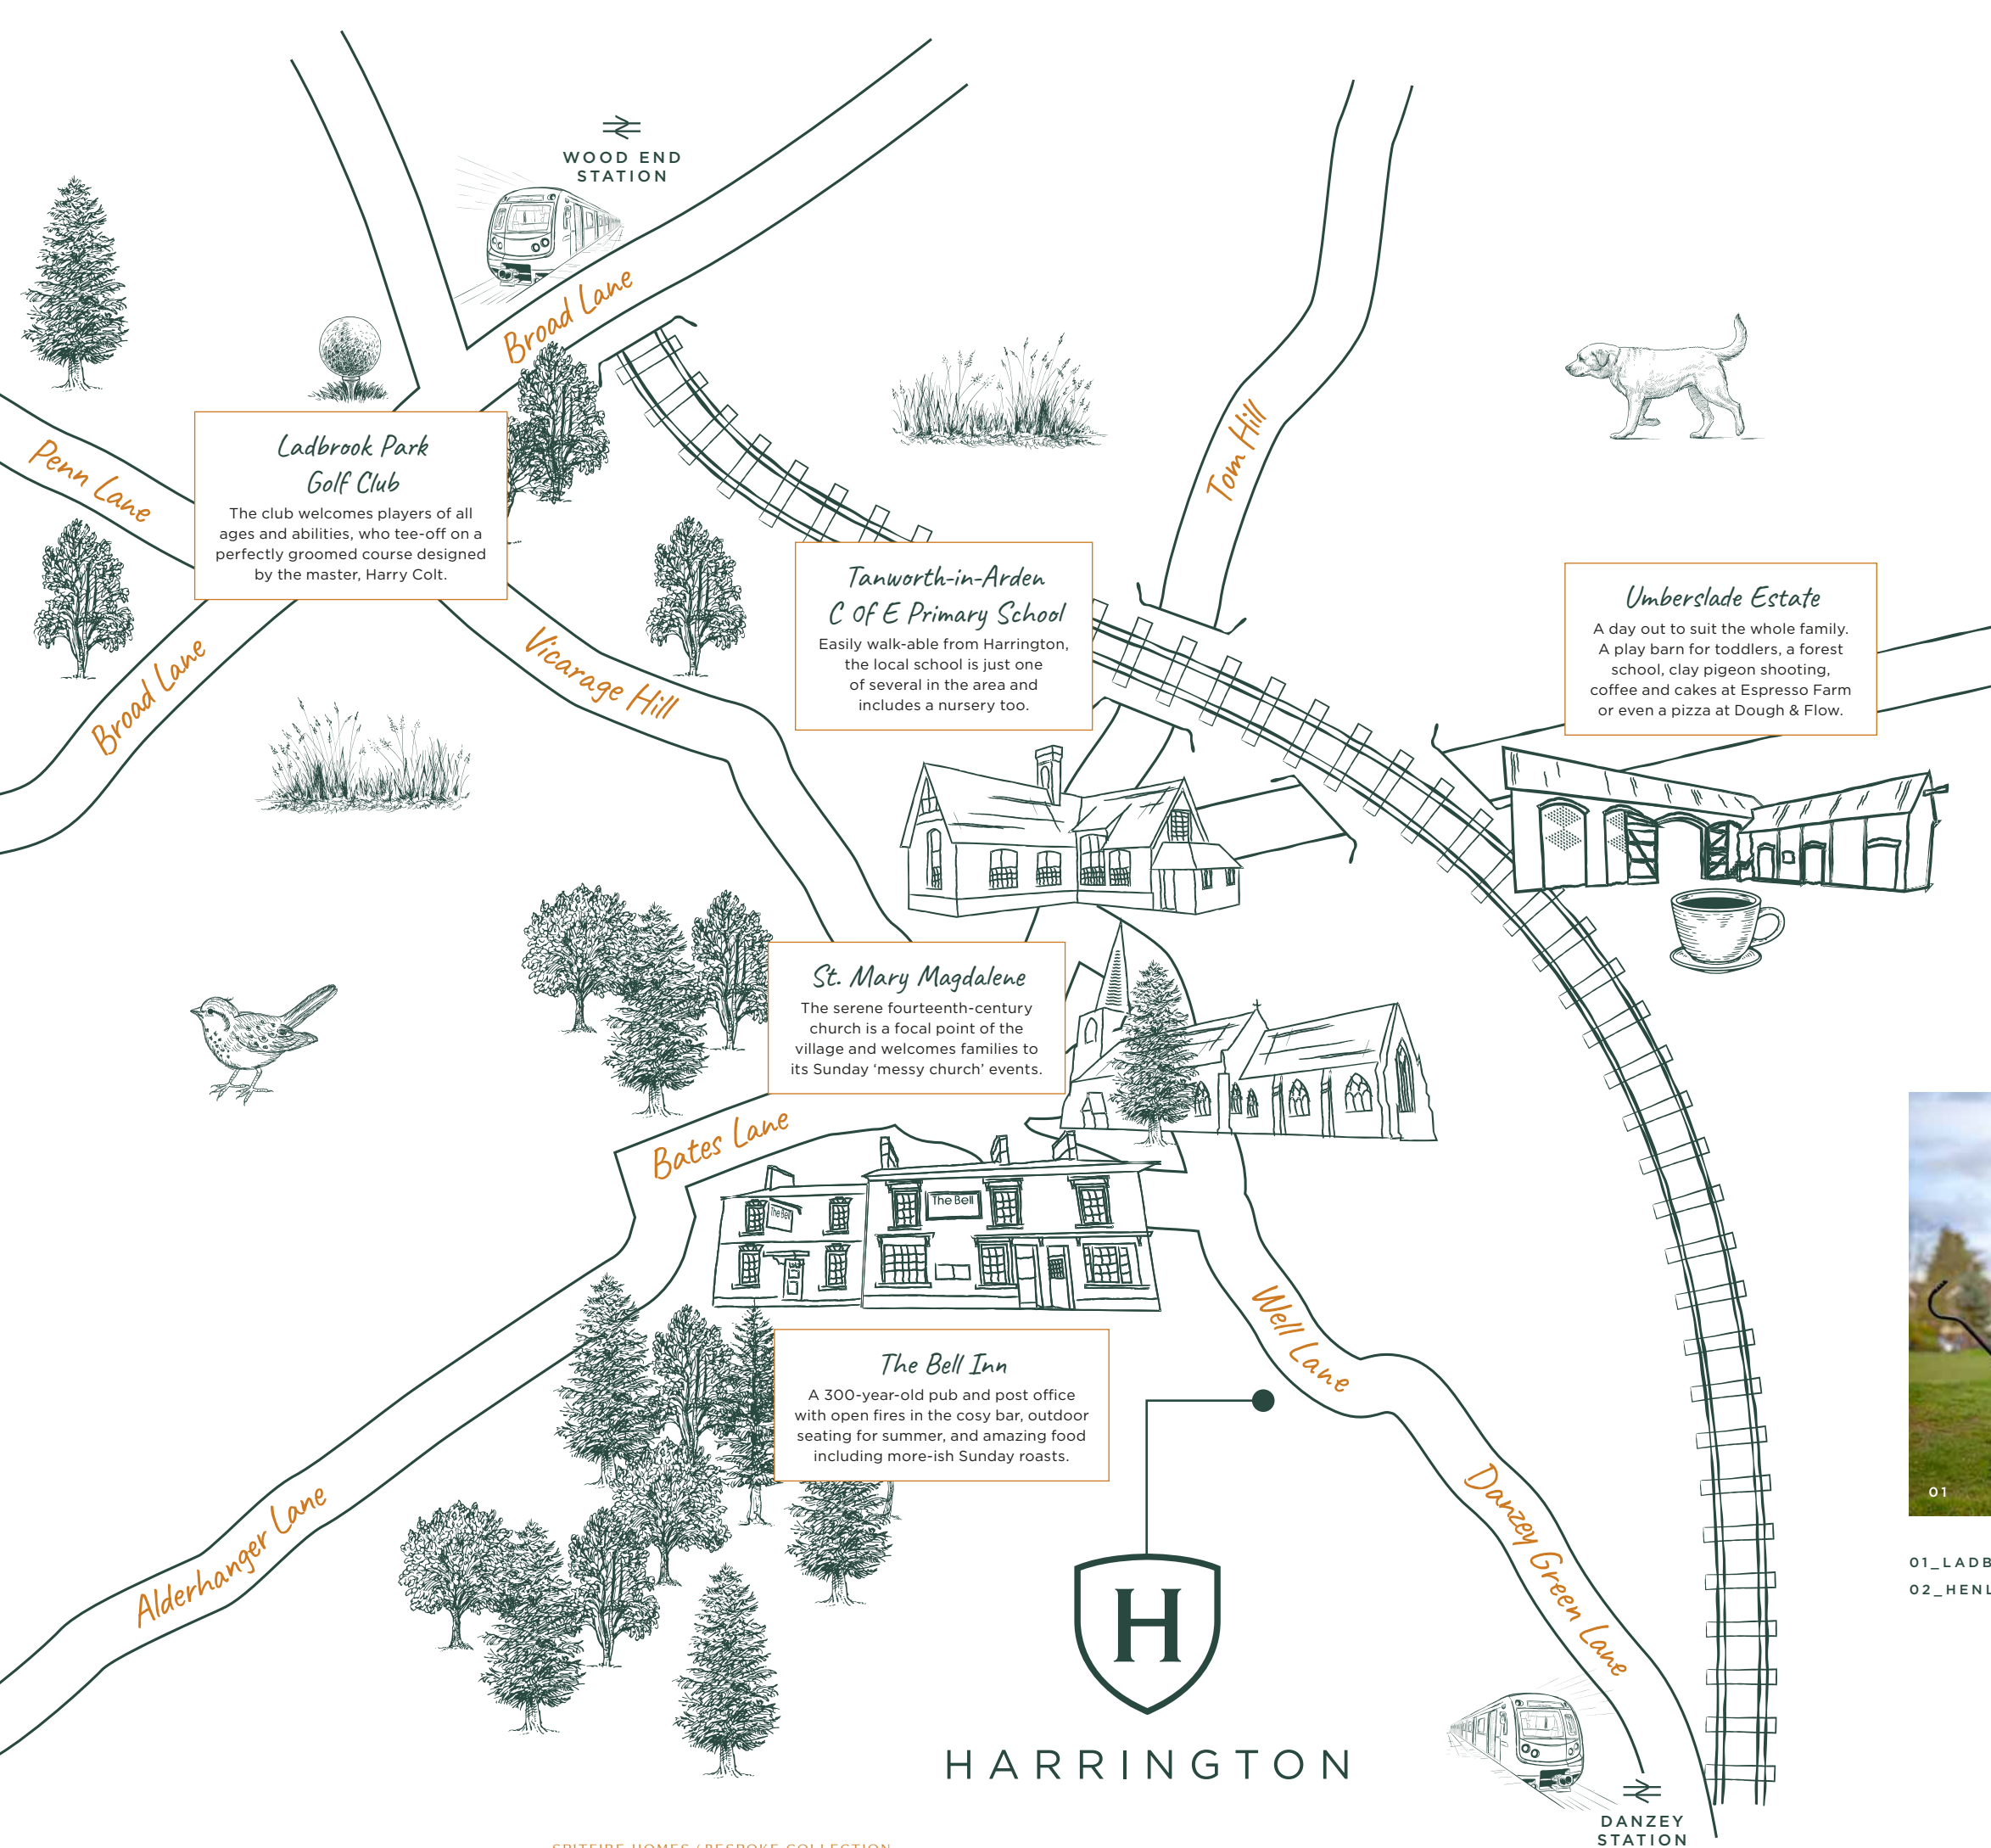 WOOD END
STATION
Broad Lane
Tom Hill
Penn Lane
Ladbrook Park
Golf Club
The club welcomes players of all
ages and abilities, who tee-off on a
perfectly groomed course designed
by the master, Harry Colt.
Tanworth-in-Arden
C of E Primary School
Easily walk-able from Harrington,
the local school is just one
of several in the area and
includes a nursery too.
Umberslade Estate
A day out to suit the whole family.
A play barn for toddlers, a forest
school, clay pigeon shooting,
coffee and cakes at Espresso Farm
or even a pizza at Dough & Flow.
Broad Lane
Vicarage Hill
St. Mary Magdalene
The serene fourteenth-century
church is a focal point of the
village and welcomes families to
its Sunday ‘messy church’ events.
Bates Lane
The Bell
The Bell
Well Lane
The Bell Inn
A 300-year-old pub and post office
with open fires in the cosy bar, outdoor
seating for summer, and amazing food
including more-ish Sunday roasts.
Alderhanger Lane
Danzey Green Lane
H
HARRINGTON
DANZEY
STATION
01
01_LADB
02_HENL
SPITFIRE HOMES / BESPOKE COLLECTION